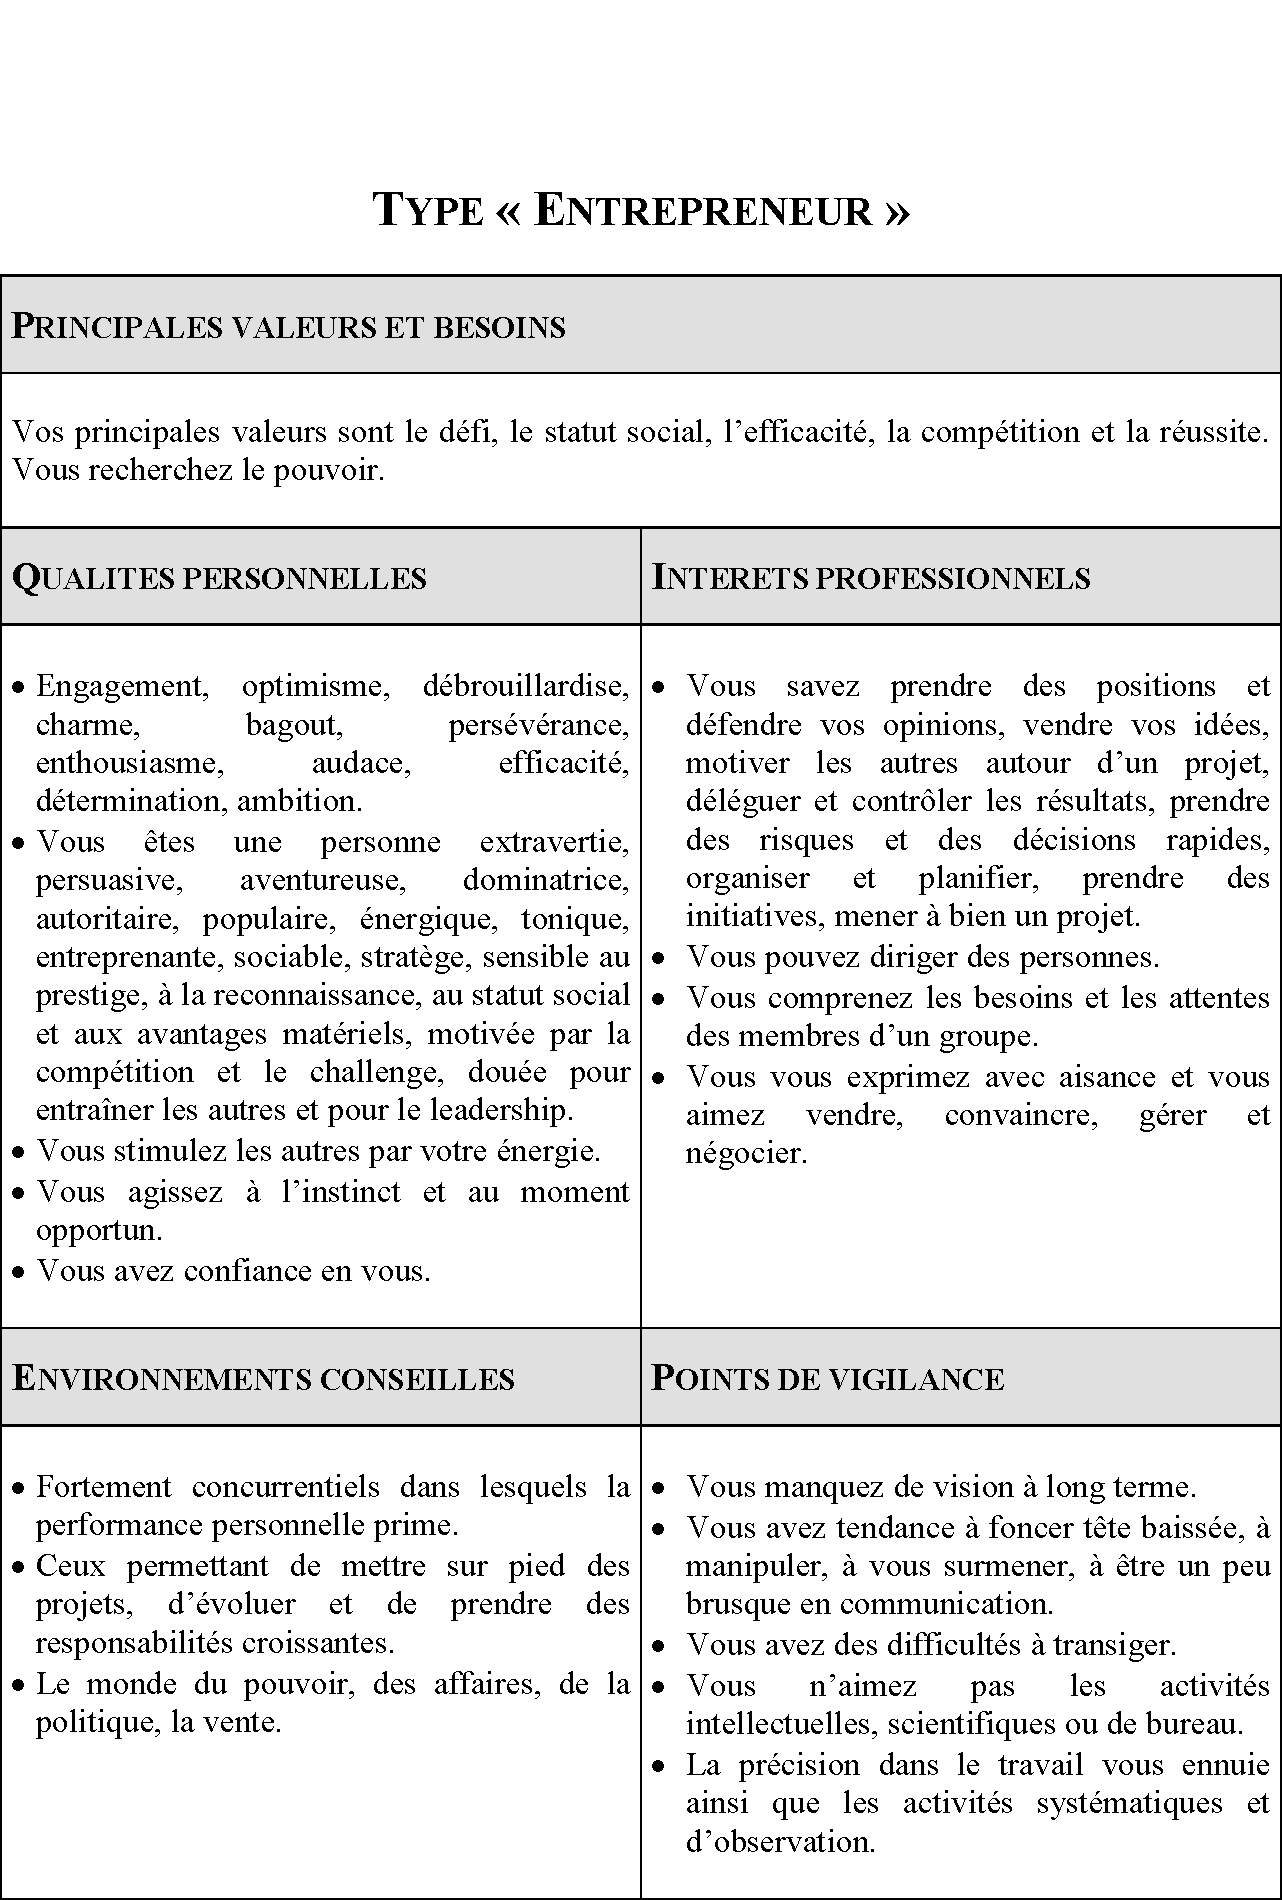 TYPE « ENTREPRENEUR »
PRINCIPALES VALEURS ET BESOINS
Vos principales valeurs sont le défi, le statut social, l’efficacité, la compétition et la réussite.
Vous recherchez le pouvoir.
QUALITES PERSONNELLES
• Engagement, optimisme, débrouillardise,
charme, bagout, persévérance,
enthousiasme, audace, efficacité,
détermination, ambition.
• Vous êtes une personne extravertie,
persuasive, aventureuse, dominatrice,
autoritaire, populaire, énergique, tonique,
entreprenante, sociable, stratège, sensible au
prestige, à la reconnaissance, au statut social
et aux avantages matériels, motivée par la
compétition et le challenge, douée pour
entraîner les autres et pour le leadership.
• Vous stimulez les autres par votre énergie.
• Vous agissez à l’instinct et au moment
opportun.
• Vous avez confiance en vous.
INTERETS PROFESSIONNELS
• Vous savez prendre des positions et
défendre vos opinions, vendre vos idées,
motiver les autres autour d’un projet,
déléguer et contrôler les résultats, prendre
des risques et des décisions rapides,
organiser et planifier, prendre des
initiatives, mener à bien un projet.
• Vous pouvez diriger des personnes.
• Vous comprenez les besoins et les attentes
des membres d’un groupe.
• Vous vous exprimez avec aisance et vous
aimez vendre, convaincre, gérer et
négocier.
ENVIRONNEMENTS CONSEILLES
• Fortement concurrentiels dans lesquels la
performance personnelle prime.
• Ceux permettant de mettre sur pied des
projets, d’évoluer et de prendre des
responsabilités croissantes.
• Le monde du pouvoir, des affaires, de la
politique, la vente.
POINTS DE VIGILANCE
• Vous manquez de vision à long terme.
• Vous avez tendance à foncer tête baissée, à
manipuler, à vous surmener, à être un peu
brusque en communication.
• Vous avez des difficultés à transiger.
• Vous n’aimez pas les activités
intellectuelles, scientifiques ou de bureau.
• La précision dans le travail vous ennuie
ainsi que les activités systématiques et
d’observation.